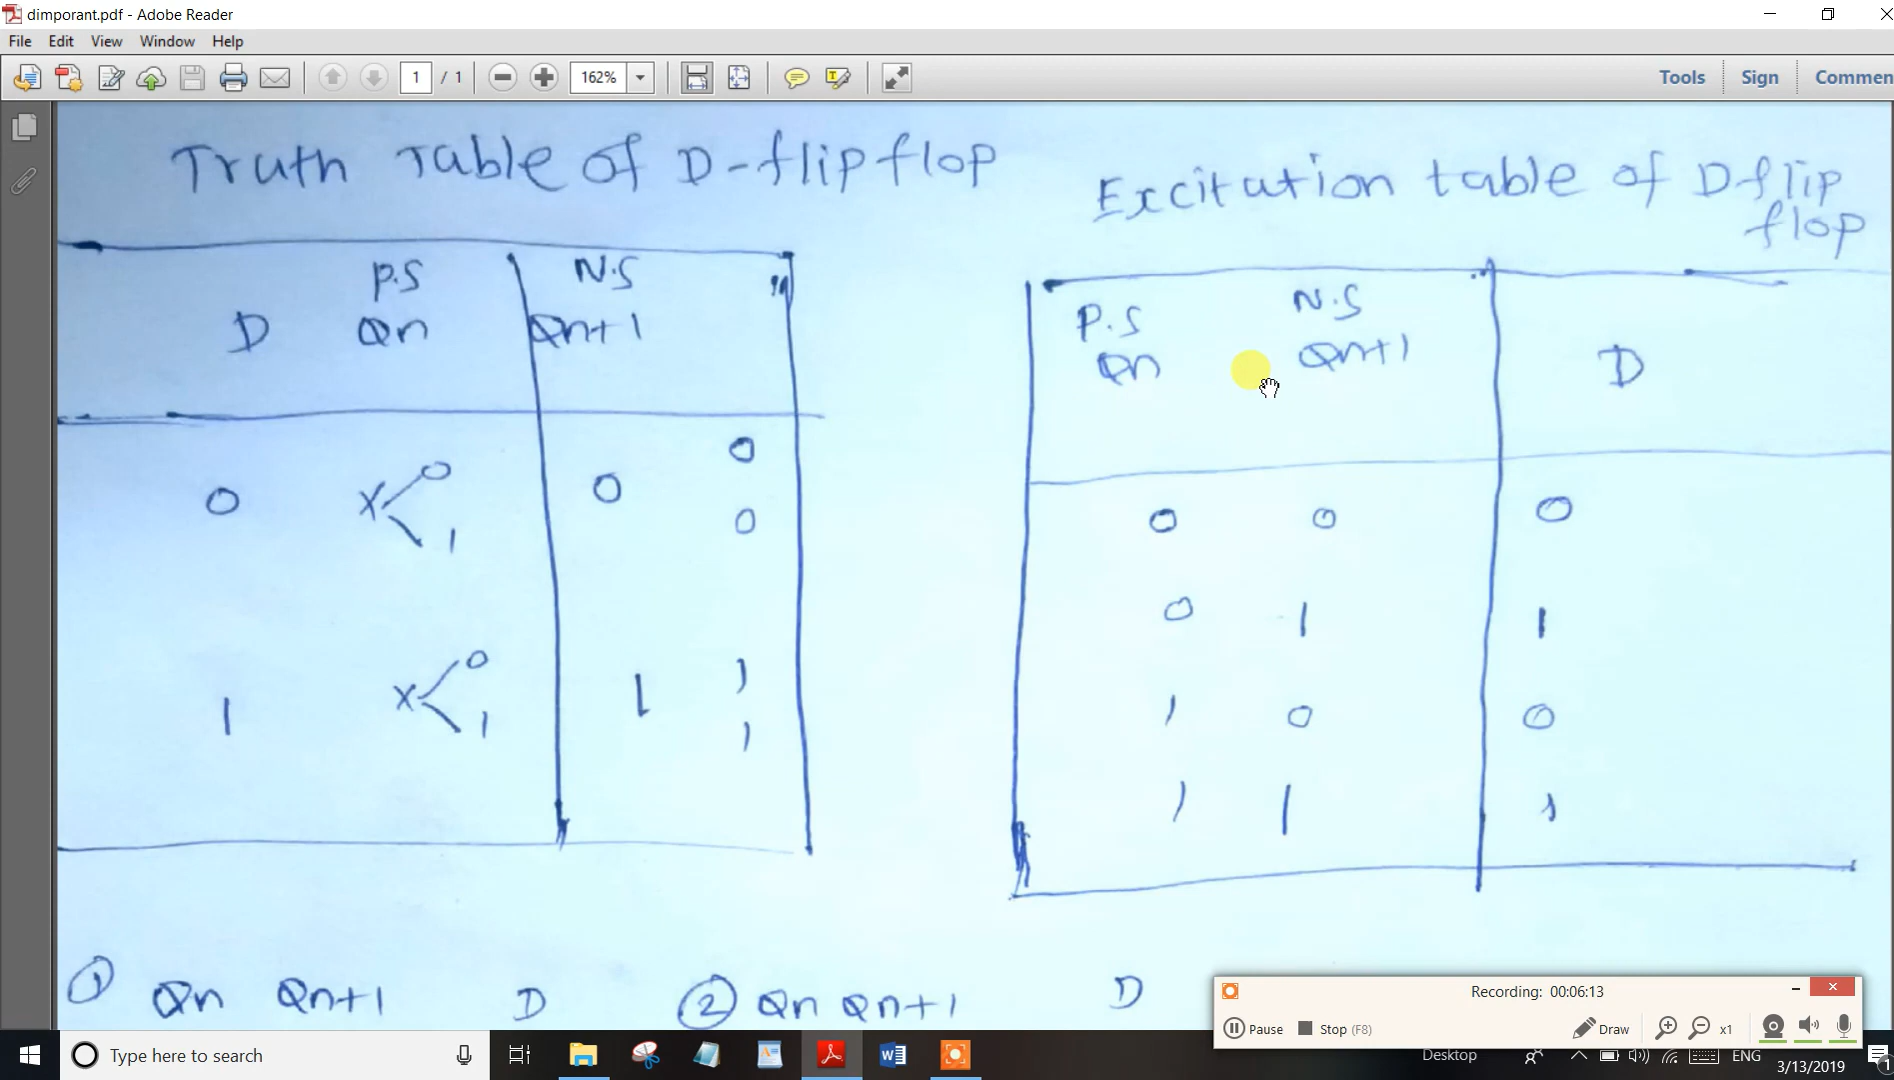 dimporant.pdf - Adobe Reader
File Edit View Window Help
1 / 1 162% Tools Sign Commen
Truth Table of D-flipflop
P.S N.S
D Qn Qn+1
0 X 0 1 0 0 0
1 X 0 1 1 1 1
Excitation table of D flip
flop
P.S N.S
Qn Qn+1 D
0 0 0
0 1 1
1 0 0
1 1 1
① Qn Qn+1 D ② Qn Qn+1 D
Recording: 00:06:13
Pause Stop (F8) Draw x1
Type here to search
Desktop ENG
3/13/2019
1